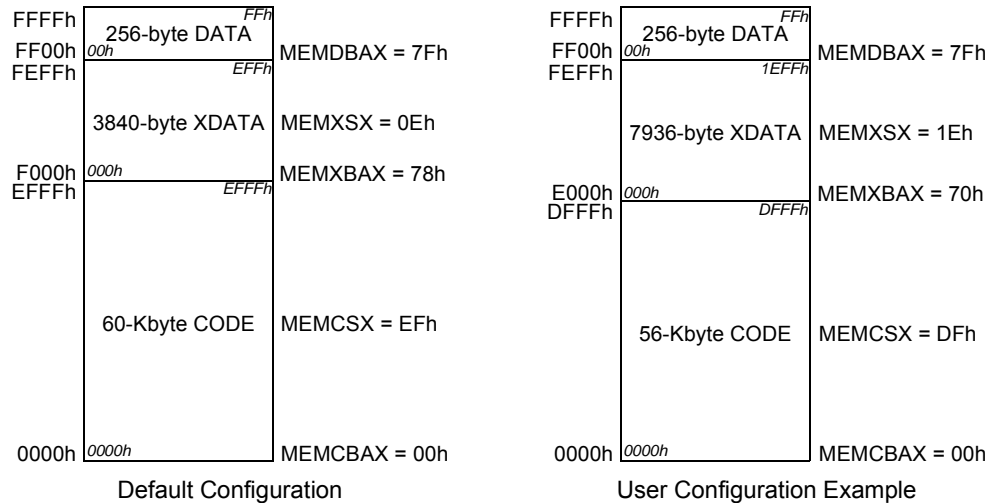 FFFFh
FFh
256-byte DATA
FF00h
00h
MEMDBAX = 7Fh
FEFFh
EFFh
3840-byte XDATA
MEMXSX = 0Eh
F000h
000h
MEMXBAX = 78h
EFFFh
EFFFh
60-Kbyte CODE
MEMCSX = EFh
0000h
0000h
MEMCBAX = 00h
Default Configuration
FFFFh
FFh
256-byte DATA
FF00h
00h
MEMDBAX = 7Fh
FEFFh
1EFFh
7936-byte XDATA
MEMXSX = 1Eh
E000h
000h
MEMXBAX = 70h
DFFFh
DFFFh
56-Kbyte CODE
MEMCSX = DFh
0000h
0000h
MEMCBAX = 00h
User Configuration Example